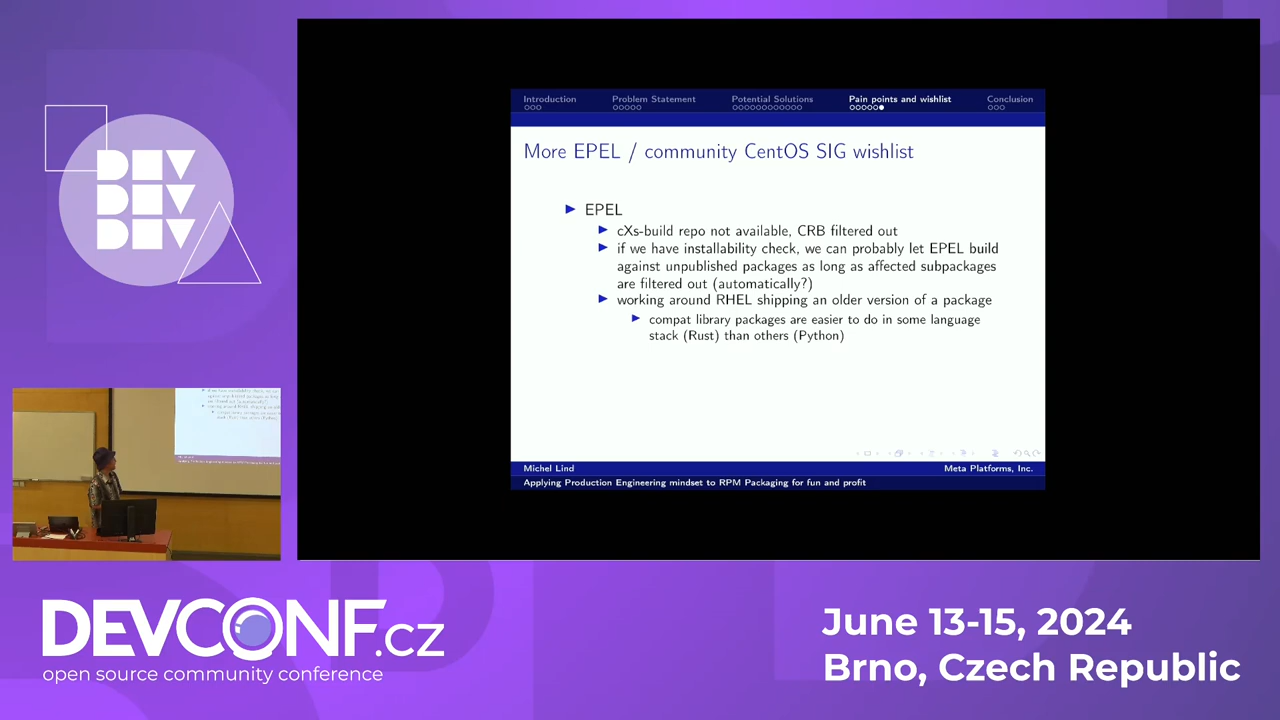 DEV
DEV
DEV
Introduction Problem Statement Potential Solutions Pain points and wishlist Conclusion
More EPEL / community CentOS SIG wishlist
EPEL
cXs-build repo not available, CRB filtered out
if we have installability check, we can probably let EPEL build
against unpublished packages as long as affected subpackages
are filtered out (automatically?)
working around RHEL shipping an older version of a package
compat library packages are easier to do in some language
stack (Rust) than others (Python)
Michel Lind Meta Platforms, Inc.
Applying Production Engineering mindset to RPM Packaging for fun and profit
DEVCONF.cz
open source community conference
June 13-15, 2024
Brno, Czech Republic